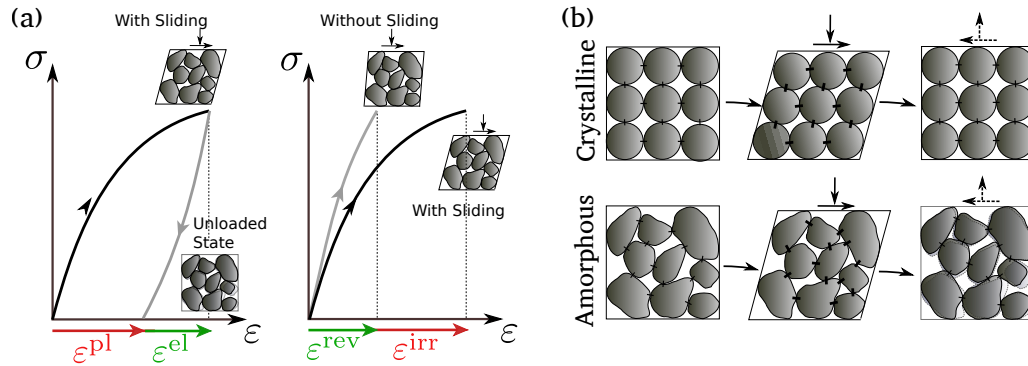 (a)
With Sliding
Without Sliding
σ
σ
With Sliding
Unloaded
State
ε
ε
ε^pl
ε^el
ε^rev
ε^irr
(b)
Crystalline
Amorphous